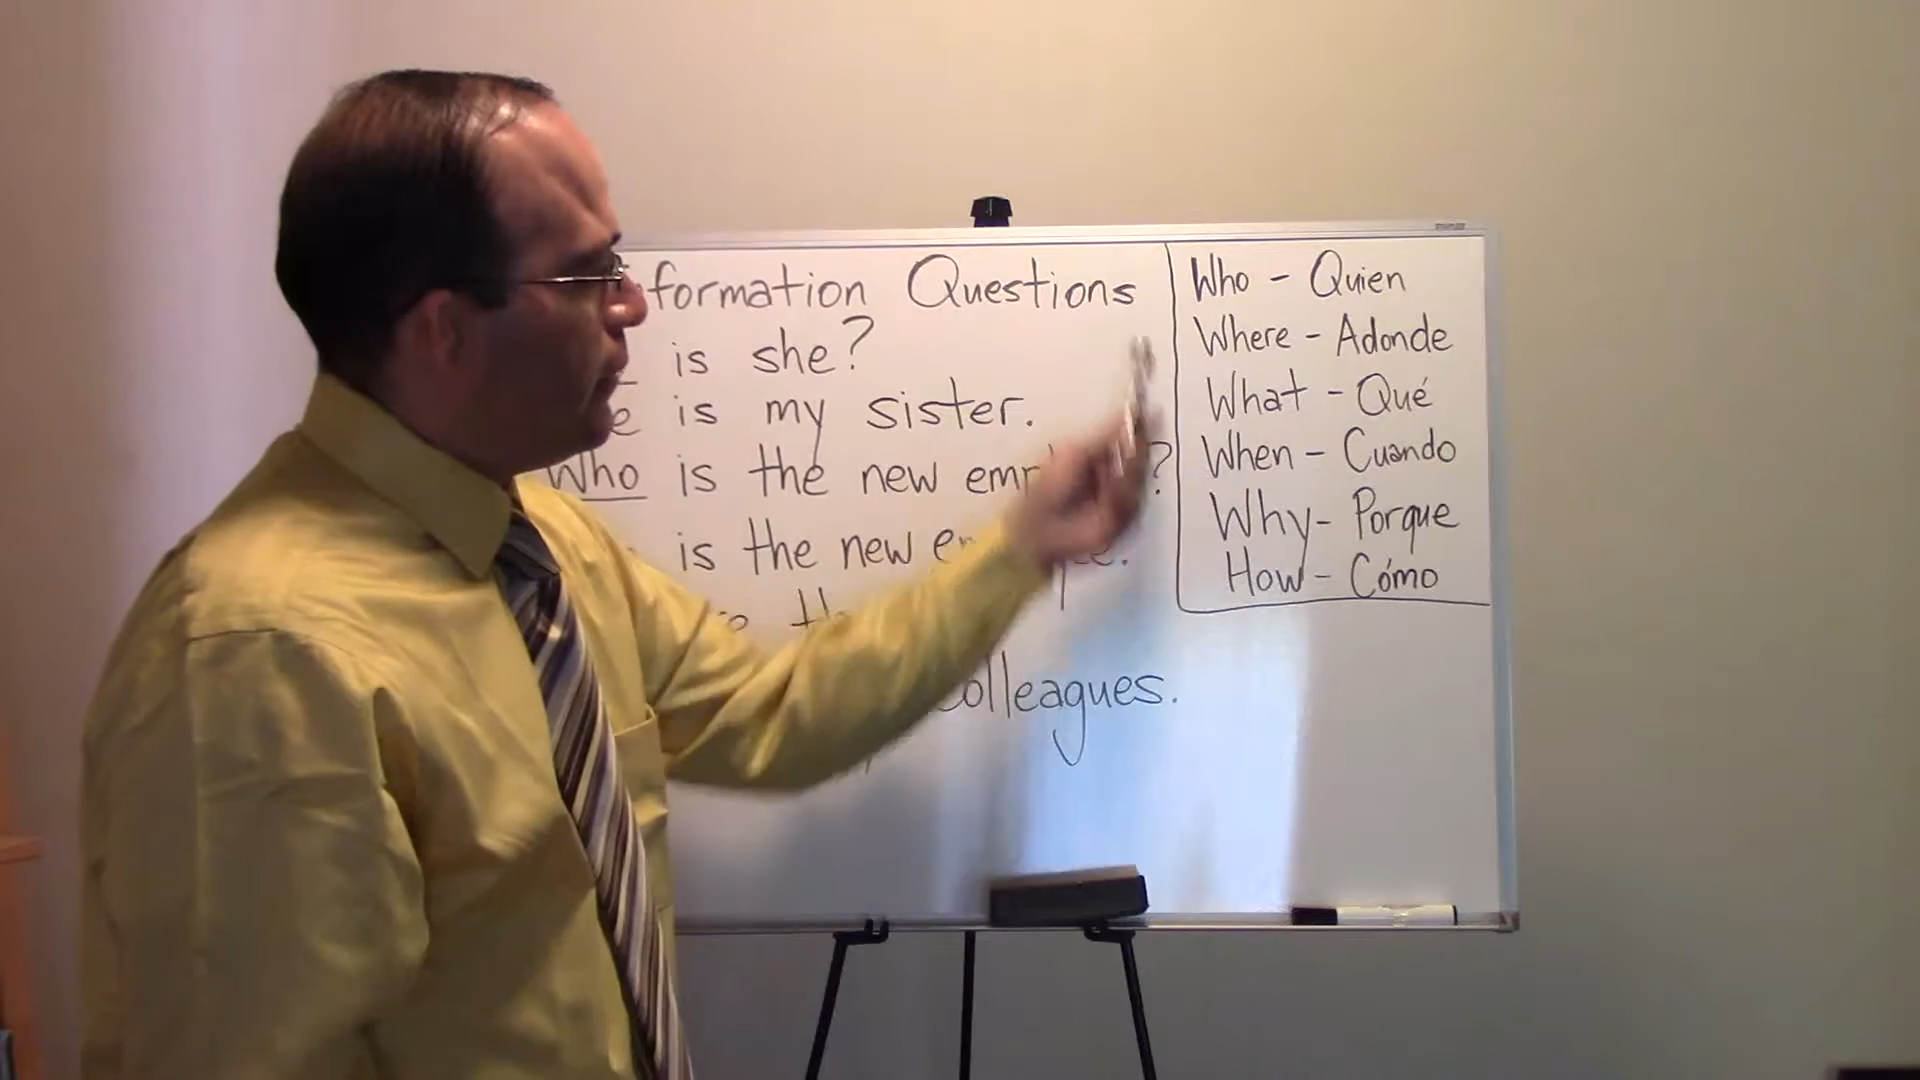 formation Questions
is she?
is my sister.
Who is the new ?
is the new
colleagues.
Who - Quien
Where - Adonde
What - Qué
When - Cuando
Why - Porque
How - Cómo